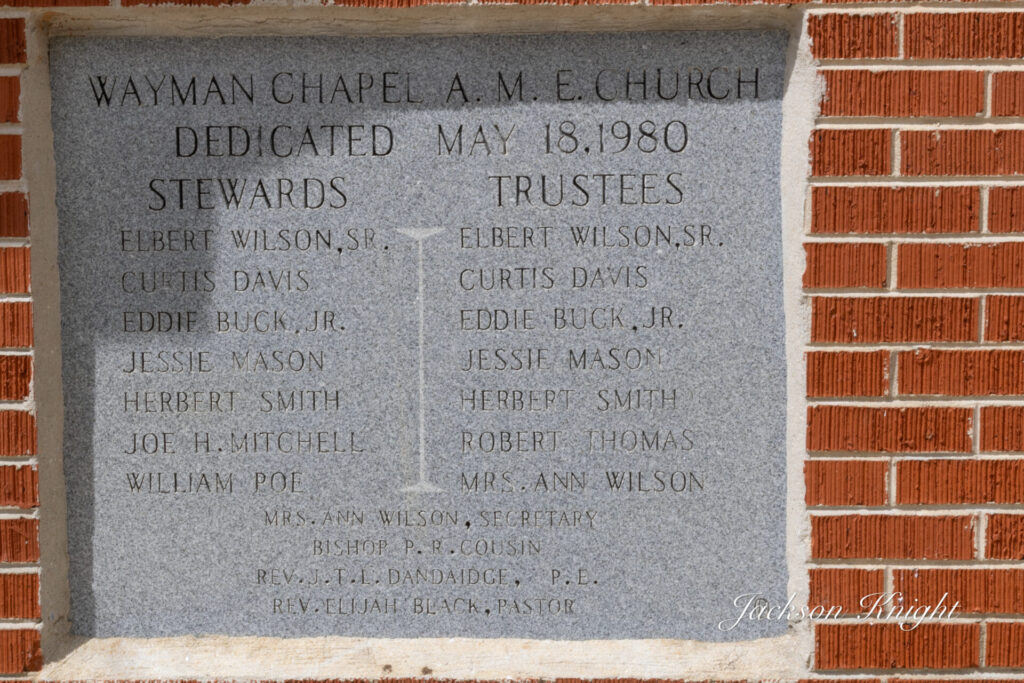 WAYMAN CHAPEL A. M. E. CHURCH
DEDICATED MAY 18, 1980
STEWARDS
ELBERT WILSON, SR.
CURTIS DAVIS
EDDIE BUCK, JR.
JESSIE MASON
HERBERT SMITH
JOE H. MITCHELL
WILLIAM POE
TRUSTEES
ELBERT WILSON, SR.
CURTIS DAVIS
EDDIE BUCK, JR.
JESSIE MASON
HERBERT SMITH
ROBERT THOMAS
MRS. ANN WILSON
MRS. ANN WILSON, SECRETARY
BISHOP P. R. COUSIN
REV. J. T. L. DANDAIDGE, P. E.
REV. ELIJAH BLACK, PASTOR
Jackson Knight